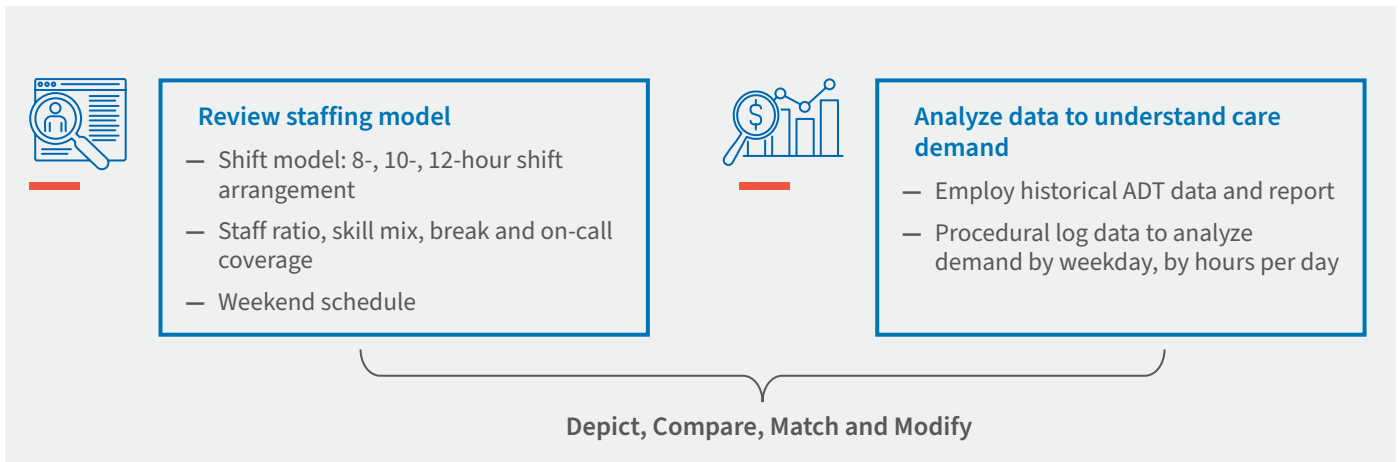 Review staffing model
— Shift model: 8-, 10-, 12-hour shift
arrangement
— Staff ratio, skill mix, break and on-call
coverage
— Weekend schedule
$
Analyze data to understand care
demand
— Employ historical ADT data and report
— Procedural log data to analyze
demand by weekday, by hours per day
Depict, Compare, Match and Modify